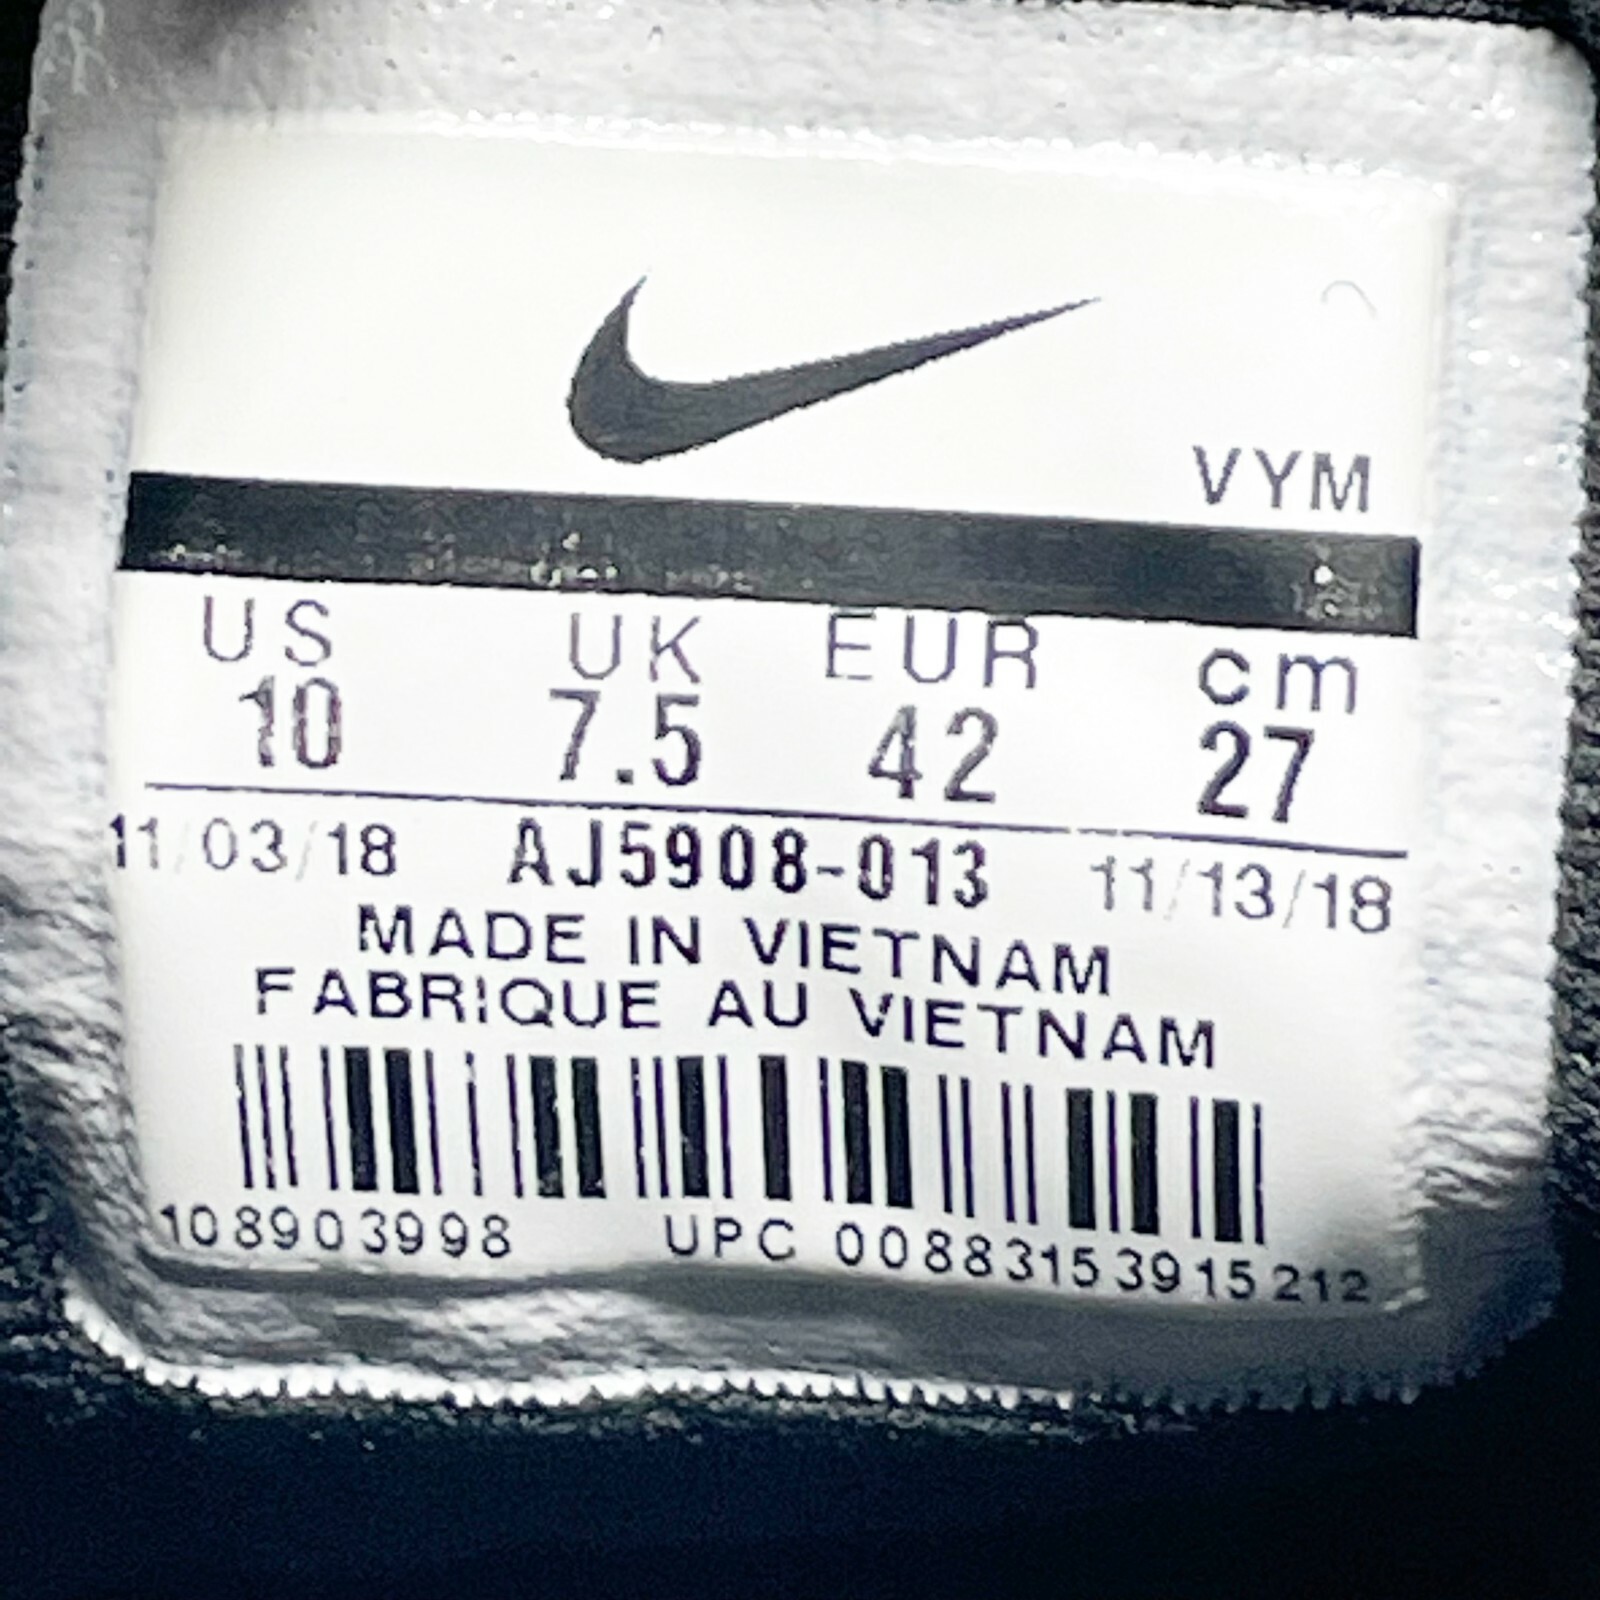 VYM
US UK EUR cm
10 7.5 42 27
11/03/18 AJ5908-013 11/13/18
MADE IN VIETNAM
FABRIQUE AU VIETNAM
108903998 UPC 00883153915212